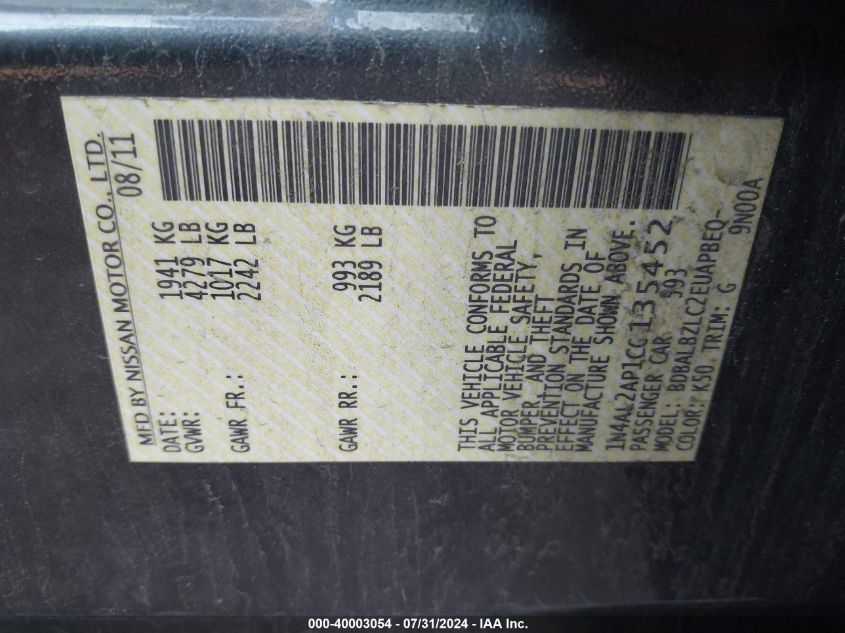 MFD BY NISSAN MOTOR CO., LTD.
DATE: 08/11
GVWR: 1941 KG
4279 LB
GAWR FR.: 1017 KG
2242 LB
GAWR RR.: 993 KG
2189 LB
THIS VEHICLE CONFORMS TO
ALL APPLICABLE FEDERAL
MOTOR VEHICLE SAFETY,
BUMPER, AND THEFT
PREVENTION STANDARDS IN
EFFECT ON THE DATE OF
MANUFACTURE SHOWN ABOVE.
1N4AL2AP1CC135452
PASSENGER CAR 993
MODEL: BDBALBZLC2EUAPBEQ-
COLOR: K50 TRIM: G 9N00A
000-40003054 - 07/31/2024 - IAA Inc.